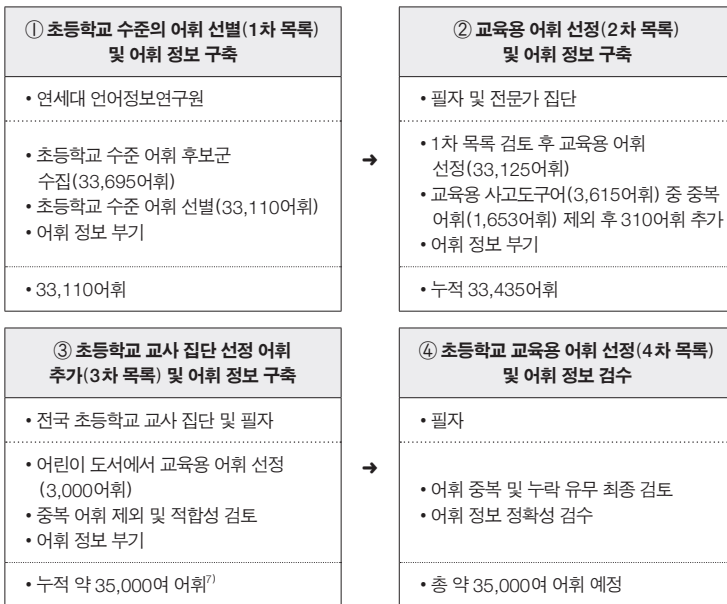 ① 초등학교 수준의 어휘 선별(1차 목록)
및 어휘 정보 구축
• 연세대 언어정보연구원
• 초등학교 수준 어휘 후보군
수집(33,695어휘)
• 초등학교 수준 어휘 선별(33,110어휘)
• 어휘 정보 부기
• 33,110어휘
➜
② 교육용 어휘 선정(2차 목록)
및 어휘 정보 구축
• 필자 및 전문가 집단
• 1차 목록 검토 후 교육용 어휘
선정(33,125어휘)
• 교육용 사고도구어(3,615어휘) 중 중복
어휘(1,653어휘) 제외 후 310어휘 추가
• 어휘 정보 부기
• 누적 33,435어휘
③ 초등학교 교사 집단 선정 어휘
추가(3차 목록) 및 어휘 정보 구축
• 전국 초등학교 교사 집단 및 필자
• 어린이 도서에서 교육용 어휘 선정
(3,000어휘)
• 중복 어휘 제외 및 적합성 검토
• 어휘 정보 부기
• 누적 약 35,000여 어휘7)
➜
④ 초등학교 교육용 어휘 선정(4차 목록)
및 어휘 정보 검수
• 필자
• 어휘 중복 및 누락 유무 최종 검토
• 어휘 정보 정확성 검수
• 총 약 35,000여 어휘 예정